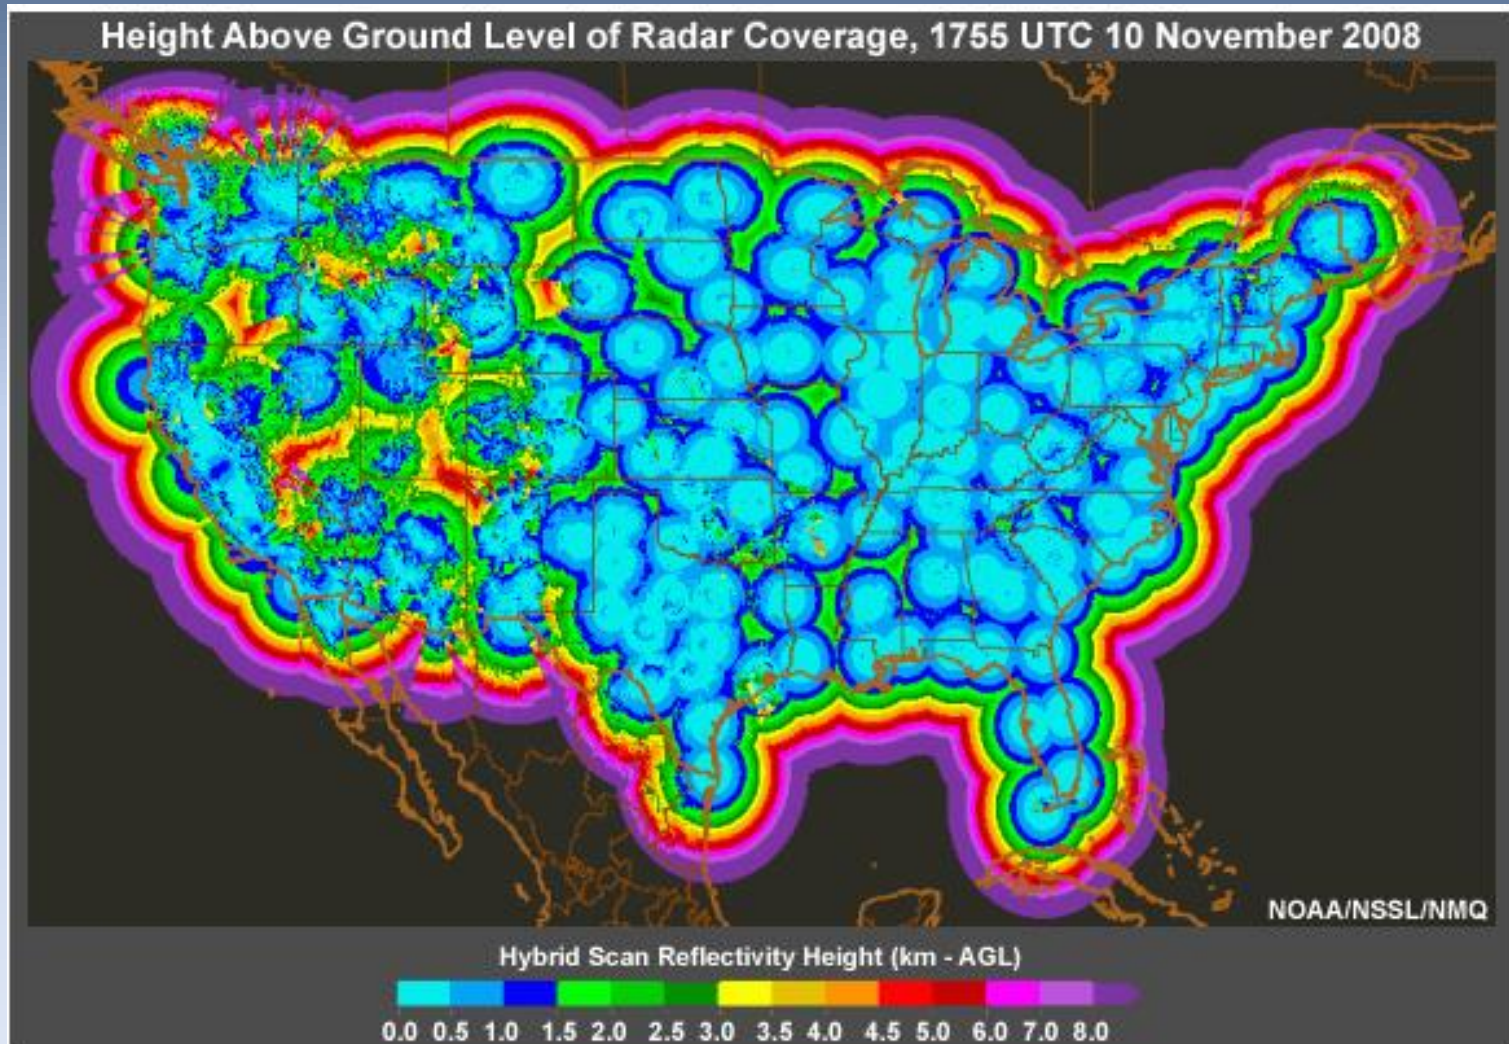 Height Above Ground Level of Radar Coverage, 1755 UTC 10 November 2008
NOAA/NSSL/NMQ
Hybrid Scan Reflectivity Height (km - AGL)
0.0 0.5 1.0 1.5 2.0 2.5 3.0 3.5 4.0 4.5 5.0 6.0 7.0 8.0